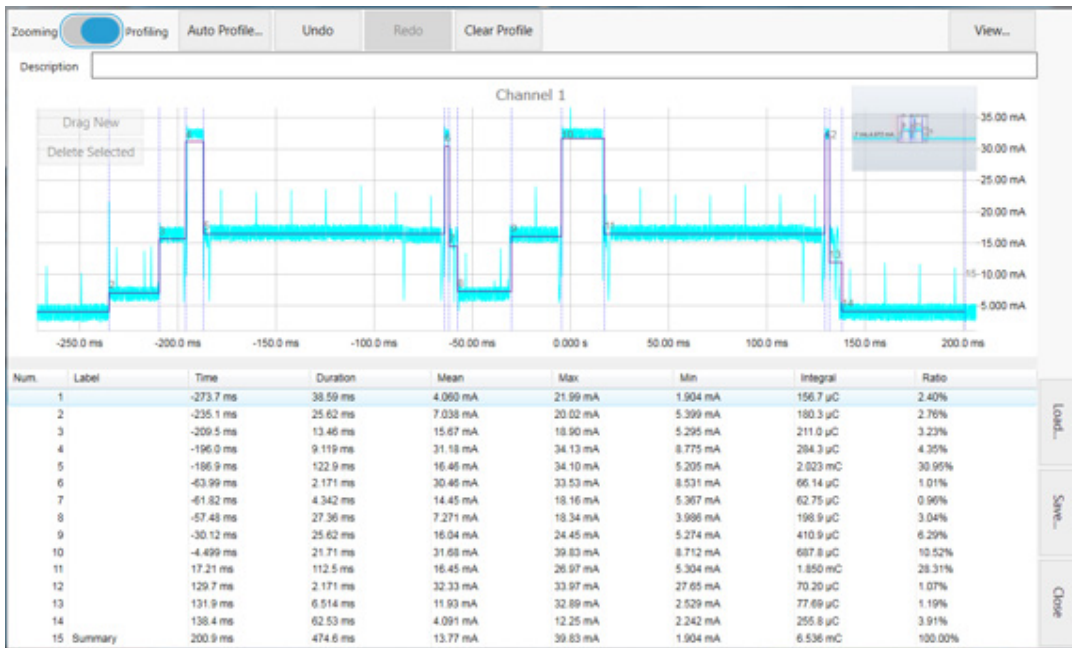 Zooming Profiling Auto Profile... Undo Redo Clear Profile View...
Description
Channel 1
Drag New
Delete Selected
35.00 mA
30.00 mA
25.00 mA
20.00 mA
15.00 mA
10.00 mA
5.000 mA
-250.0 ms -200.0 ms -150.0 ms -100.0 ms -50.00 ms 0.000 s 50.00 ms 100.0 ms 150.0 ms 200.0 ms
Num. Label Time Duration Mean Max Min Integral Ratio
1 -273.7 ms 38.59 ms 4.060 mA 21.99 mA 1.904 mA 156.7 µC 2.40%
2 -235.1 ms 25.62 ms 7.038 mA 20.02 mA 5.399 mA 180.3 µC 2.76%
3 -209.5 ms 13.46 ms 15.67 mA 18.90 mA 5.295 mA 211.0 µC 3.23%
4 -196.0 ms 9.119 ms 31.18 mA 34.13 mA 8.775 mA 284.3 µC 4.35%
5 -186.9 ms 122.9 ms 16.46 mA 34.10 mA 5.205 mA 2.023 mC 30.95%
6 -63.99 ms 2.171 ms 30.46 mA 33.53 mA 8.531 mA 66.14 µC 1.01%
7 -61.82 ms 4.342 ms 14.45 mA 18.16 mA 5.367 mA 62.75 µC 0.96%
8 -57.48 ms 27.36 ms 7.271 mA 18.34 mA 3.986 mA 198.9 µC 3.04%
9 -30.12 ms 25.62 ms 16.04 mA 24.45 mA 5.274 mA 410.9 µC 6.29%
10 -4.499 ms 21.71 ms 31.68 mA 39.83 mA 8.712 mA 687.8 µC 10.52%
11 17.21 ms 112.5 ms 16.45 mA 26.97 mA 5.304 mA 1.850 mC 28.31%
12 129.7 ms 2.171 ms 32.33 mA 33.97 mA 27.65 mA 70.20 µC 1.07%
13 131.9 ms 6.514 ms 11.93 mA 32.89 mA 2.529 mA 77.69 µC 1.19%
14 138.4 ms 62.53 ms 4.091 mA 12.25 mA 2.242 mA 255.8 µC 3.91%
15 Summary 200.9 ms 474.6 ms 13.77 mA 39.83 mA 1.904 mA 6.536 mC 100.00%
Load...
Save...
Close